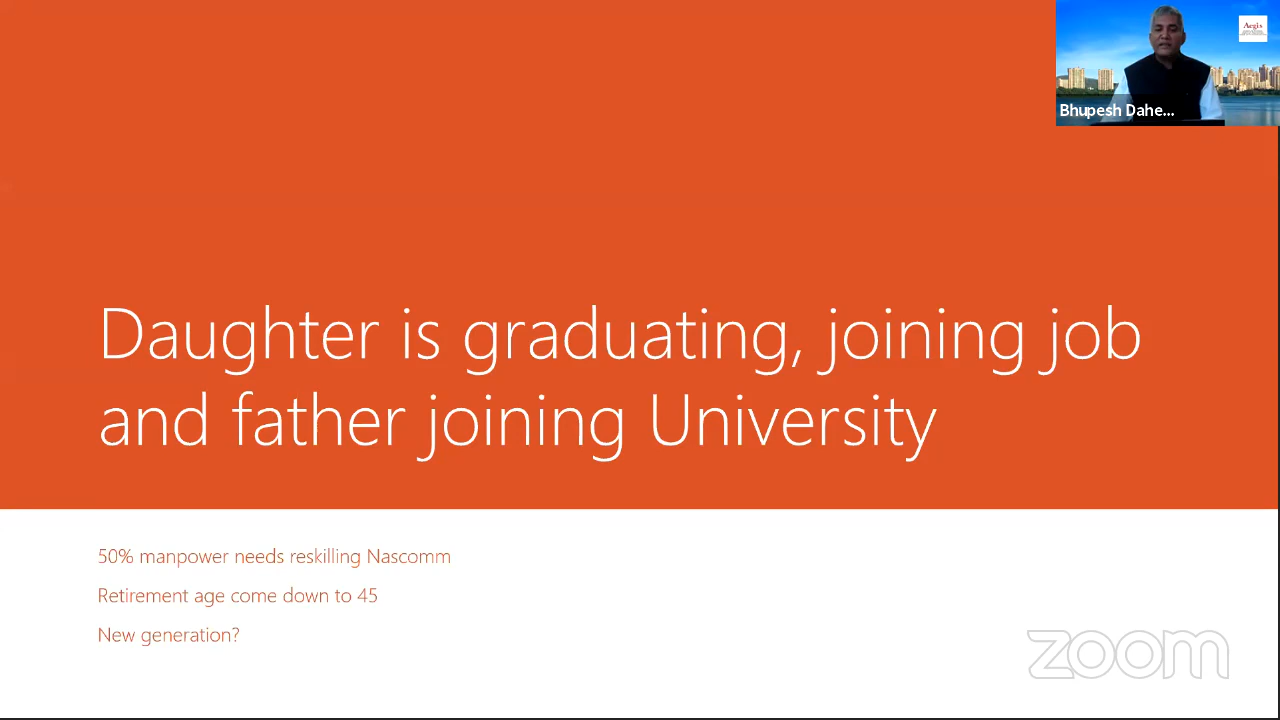 Aegis
Bhupesh Dahe...
Daughter is graduating, joining job
and father joining University
50% manpower needs reskilling Nascomm
Retirement age come down to 45
New generation?
zoom